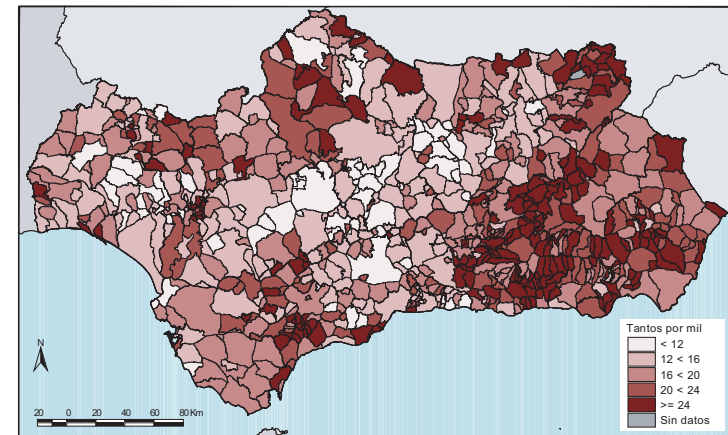 Tantos por mil
< 12
12 < 16
16 < 20
20 < 24
>= 24
Sin datos
N
20 0 20 40 60 80 Km